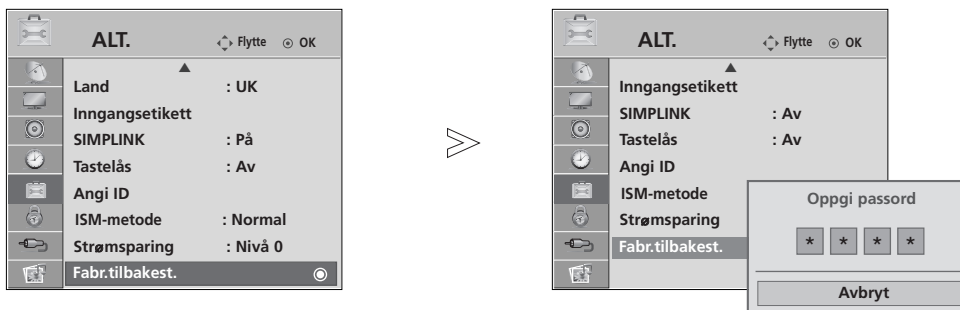 ALT. Flytte OK
Land : UK
Inngangsetikett
SIMPLINK : På
Tastelås : Av
Angi ID
ISM-metode : Normal
Strømsparing : Nivå 0
Fabr.tilbakest.
ALT. Flytte OK
Inngangsetikett
SIMPLINK : Av
Tastelås : Av
Angi ID
ISM-metode
Strømsparing
Fabr.tilbakest.
Oppgi passord
* * * *
Avbryt